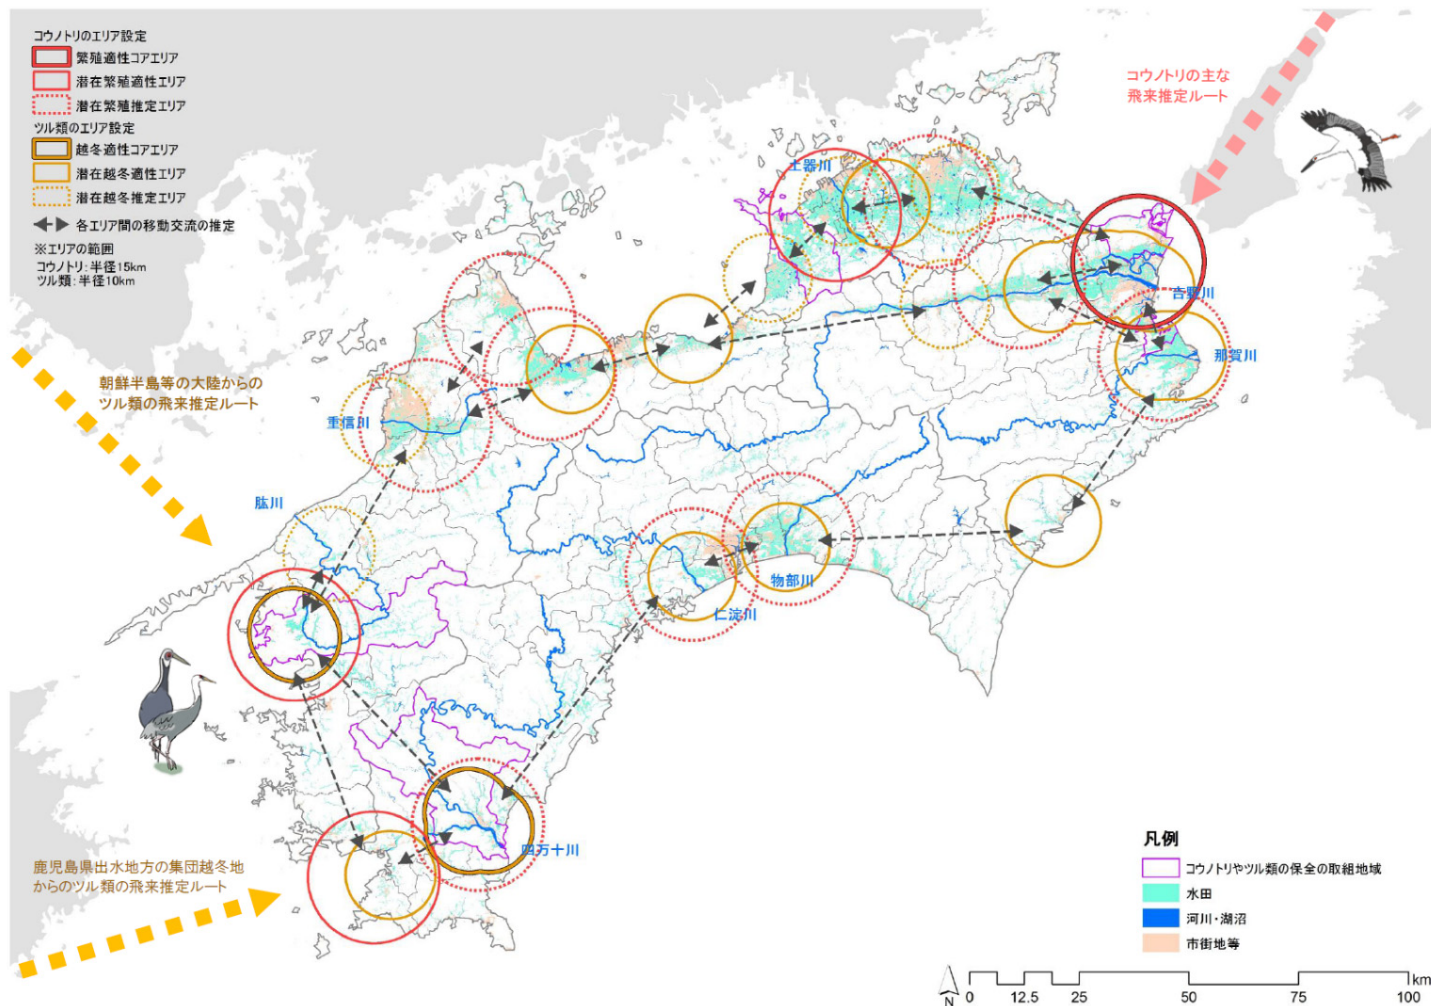 コウノトリのエリア設定
繁殖適性コアエリア
潜在繁殖適性エリア
潜在繁殖推定エリア
ツル類のエリア設定
越冬適性コアエリア
潜在越冬適性エリア
潜在越冬推定エリア
各エリア間の移動交流の推定
※エリアの範囲
コウノトリ:半径15km
ツル類:半径10km
コウノトリの主な
飛来推定ルート
土器川
吉野川
那賀川
朝鮮半島等の大陸からの
ツル類の飛来推定ルート
重信川
肱川
物部川
仁淀川
四万十川
鹿児島県出水地方の集団越冬地
からのツル類の飛来推定ルート
凡例
コウノトリやツル類の保全の取組地域
水田
河川・湖沼
市街地等
N
0 12.5 25 50 75 100 km